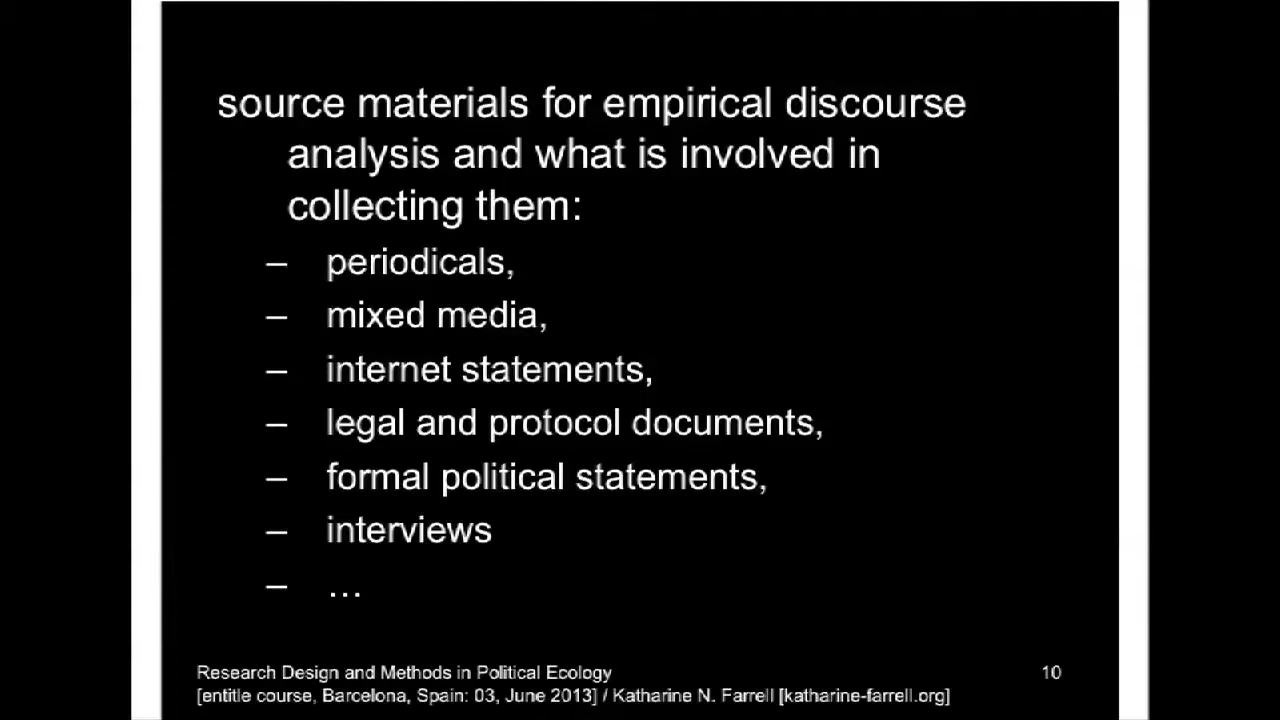 source materials for empirical discourse
analysis and what is involved in
collecting them:
– periodicals,
– mixed media,
– internet statements,
– legal and protocol documents,
– formal political statements,
– interviews
– …
Research Design and Methods in Political Ecology 10
[entitle course, Barcelona, Spain: 03, June 2013] / Katharine N. Farrell [katharine-farrell.org]